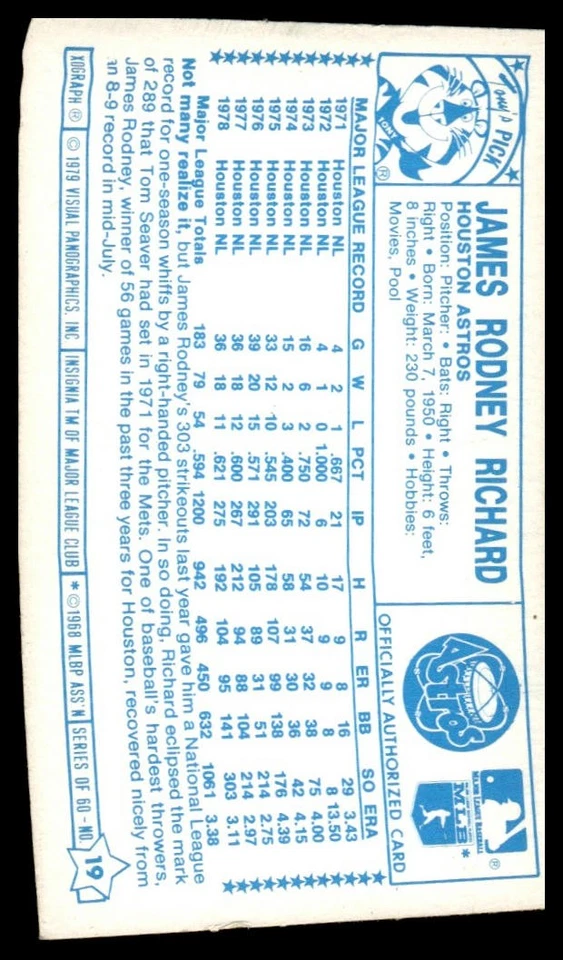 Tony's PICK
TONY
®
JAMES RODNEY RICHARD
HOUSTON ASTROS
Position: Pitcher: • Bats: Right • Throws:
Right • Born: March 7, 1950 • Height: 6 feet,
8 inches • Weight: 230 pounds • Hobbies:
Movies, Pool
Astros
MAJOR LEAGUE BASEBALL ®
MLB *
OFFICIALLY AUTHORIZED CARD
MAJOR LEAGUE RECORD G W L PCT IP H R ER BB SO ERA
1971 Houston NL 4 2 1 .667 21 17 9 8 16 29 3.43
1972 Houston NL 4 1 0 1.000 6 10 9 9 8 8 13.50
1973 Houston NL 16 6 2 .750 72 54 37 32 38 75 4.00
1974 Houston NL 15 2 3 .400 65 58 31 30 36 42 4.15
1975 Houston NL 33 12 10 .545 203 178 107 99 138 176 4.39
1976 Houston NL 39 20 15 .571 291 105 89 31 51 214 2.75
1977 Houston NL 36 18 12 .600 267 212 94 88 104 214 2.97
1978 Houston NL 36 18 11 .621 275 192 104 95 141 303 3.11
Major League Totals 183 79 54 .594 1200 942 496 450 632 1061 3.38
Not many realize it, but James Rodney's 303 strikeouts last year gave him a National League
record for one-season whiffs by a right-handed pitcher. In so doing, Richard eclipsed the mark
of 289 that Tom Seaver had set in 1971 for the Mets. One of baseball's hardest throwers,
James Rodney, winner of 56 games in the past three years for Houston, recovered nicely from
an 8-9 record in mid-July.
XOGRAPH ® © 1979 VISUAL PANOGRAPHICS, INC INSIGNIA TM OF MAJOR LEAGUE CLUB * ©1968 MLBP ASS'N SERIES OF 60 - NO 19